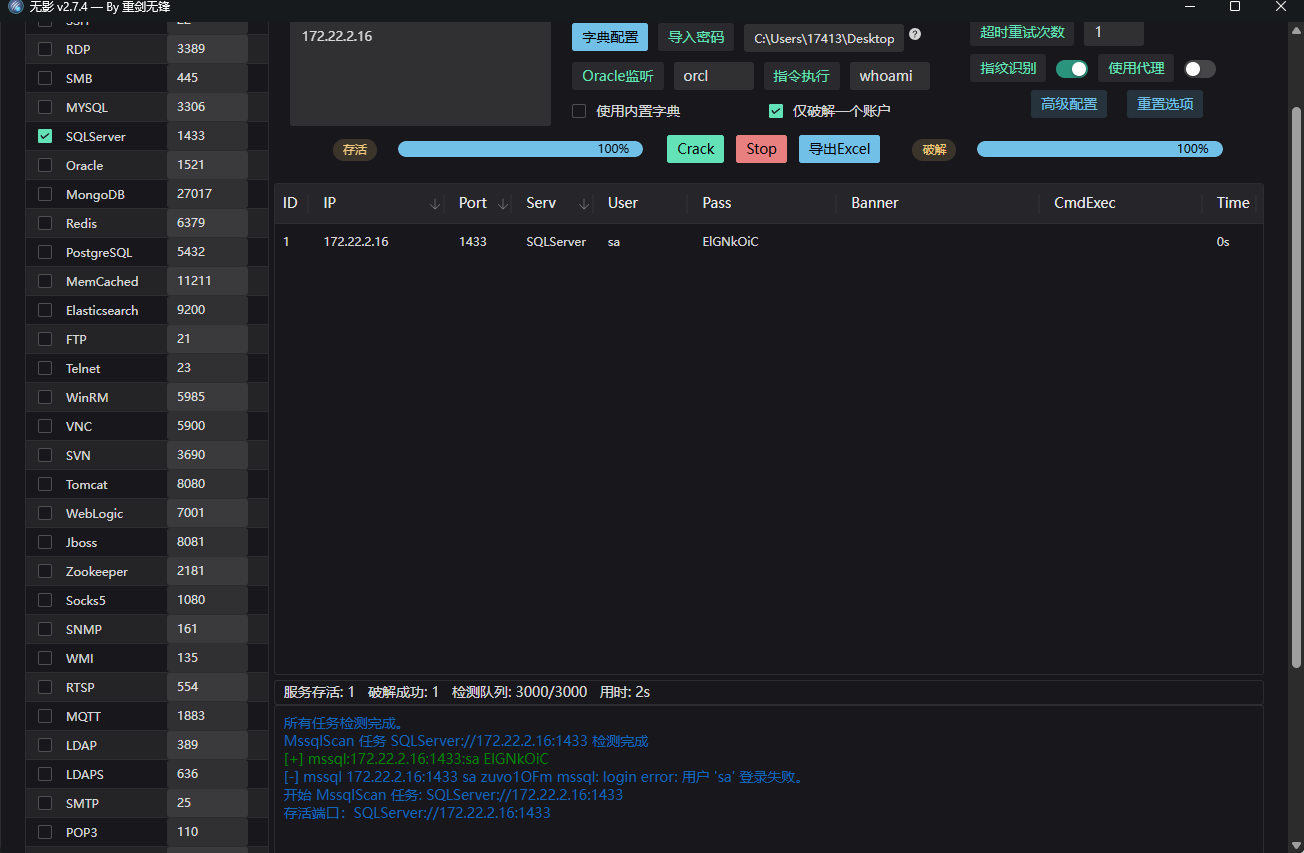 无影 v2.7.4 — By 重剑无锋
SSH 22
RDP 3389
SMB 445
MYSQL 3306
SQLServer 1433
Oracle 1521
MongoDB 27017
Redis 6379
PostgreSQL 5432
MemCached 11211
Elasticsearch 9200
FTP 21
Telnet 23
WinRM 5985
VNC 5900
SVN 3690
Tomcat 8080
WebLogic 7001
Jboss 8081
Zookeeper 2181
Socks5 1080
SNMP 161
WMI 135
RTSP 554
MQTT 1883
LDAP 389
LDAPS 636
SMTP 25
POP3 110
172.22.2.16
字典配置 导入密码 C:\Users\17413\Desktop ?
Oracle监听 orcl 指令执行 whoami
使用内置字典 仅破解一个账户
超时重试次数 1
指纹识别 使用代理
高级配置 重置选项
存活 100% Crack Stop 导出Excel 破解 100%
ID IP Port Serv User Pass Banner CmdExec Time
1 172.22.2.16 1433 SQLServer sa ElGNkOiC 0s
服务存活: 1 破解成功: 1 检测队列: 3000/3000 用时: 2s
所有任务检测完成。
MssqlScan 任务 SQLServer://172.22.2.16:1433 检测完成
[+] mssql:172.22.2.16:1433:sa ElGNkOiC
[-] mssql 172.22.2.16:1433 sa zuvo1OFm mssql: login error: 用户 'sa' 登录失败。
开始 MssqlScan 任务: SQLServer://172.22.2.16:1433
存活端口：SQLServer://172.22.2.16:1433